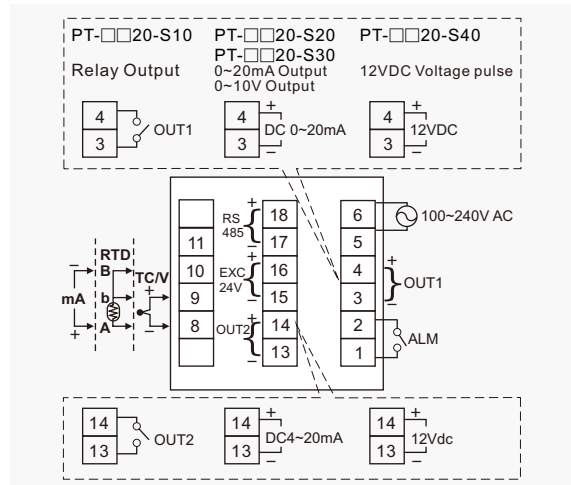 PT-□□20-S10 PT-□□20-S20 PT-□□20-S40
PT-□□20-S30
Relay Output 0~20mA Output 12VDC Voltage pulse
0~10V Output
4 OUT1 4 + DC 0~20mA 4 + 12VDC
3 3 − 3 −
RS 485 + 18 6 100~240V AC
11 − 17 5
RTD B 10 EXC 24V + 16 4 + OUT1
− mA + b TC/V + 9 − 15 3 −
A − 8 OUT2 + 14 2 ALM
− 13 1
14 OUT2 14 + DC4~20mA 14 + 12Vdc
13 13 − 13 −